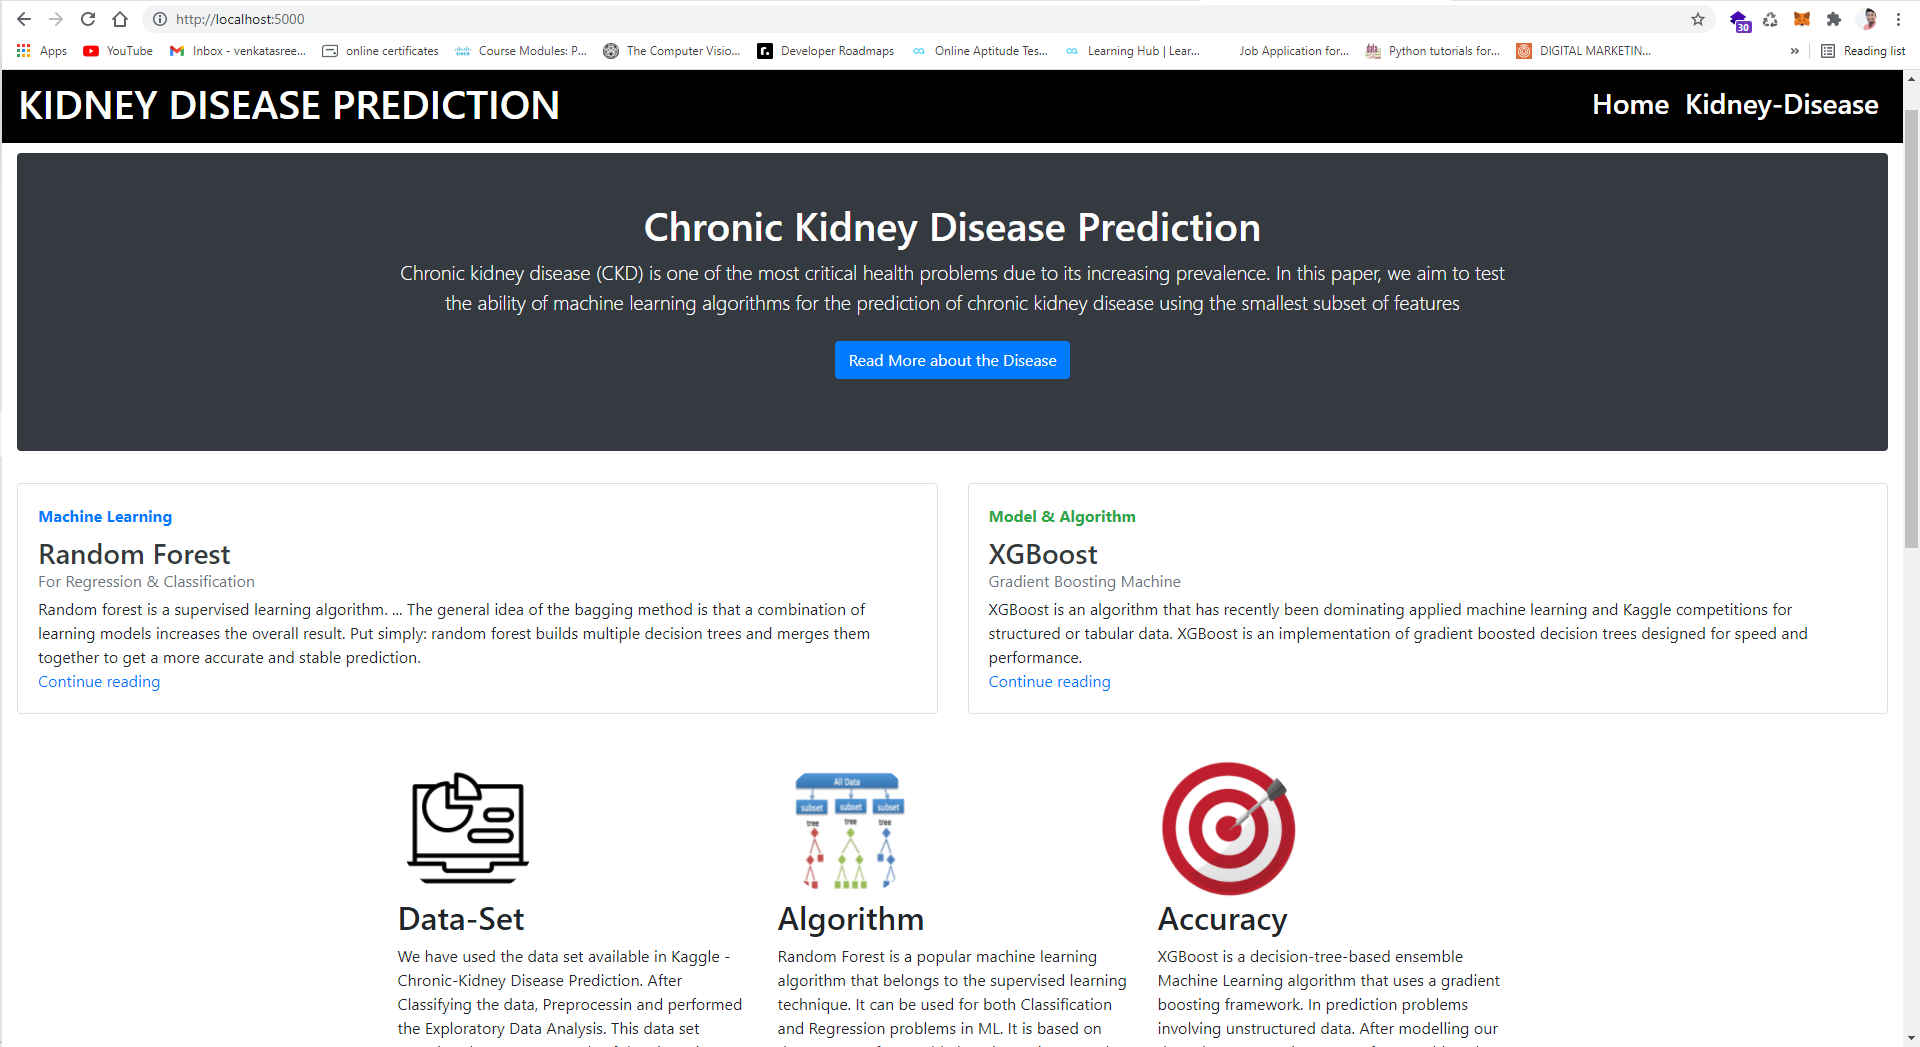 http://localhost:5000
30
Apps
YouTube
Inbox - venkatasree...
online certificates
Course Modules: P...
The Computer Visio...
Developer Roadmaps
Online Aptitude Tes...
Learning Hub | Lear...
Job Application for...
Python tutorials for...
DIGITAL MARKETIN...
»
Reading list
KIDNEY DISEASE PREDICTION
Home Kidney-Disease
Chronic Kidney Disease Prediction
Chronic kidney disease (CKD) is one of the most critical health problems due to its increasing prevalence. In this paper, we aim to test
the ability of machine learning algorithms for the prediction of chronic kidney disease using the smallest subset of features
Read More about the Disease
Machine Learning
Random Forest
For Regression & Classification
Random forest is a supervised learning algorithm. ... The general idea of the bagging method is that a combination of
learning models increases the overall result. Put simply: random forest builds multiple decision trees and merges them
together to get a more accurate and stable prediction.
Continue reading
Model & Algorithm
XGBoost
Gradient Boosting Machine
XGBoost is an algorithm that has recently been dominating applied machine learning and Kaggle competitions for
structured or tabular data. XGBoost is an implementation of gradient boosted decision trees designed for speed and
performance.
Continue reading
Data-Set
We have used the data set available in Kaggle -
Chronic-Kidney Disease Prediction. After
Classifying the data, Preprocessin and performed
the Exploratory Data Analysis. This data set
All Data
subset subset subset
tree tree tree
Algorithm
Random Forest is a popular machine learning
algorithm that belongs to the supervised learning
technique. It can be used for both Classification
and Regression problems in ML. It is based on
Accuracy
XGBoost is a decision-tree-based ensemble
Machine Learning algorithm that uses a gradient
boosting framework. In prediction problems
involving unstructured data. After modelling our